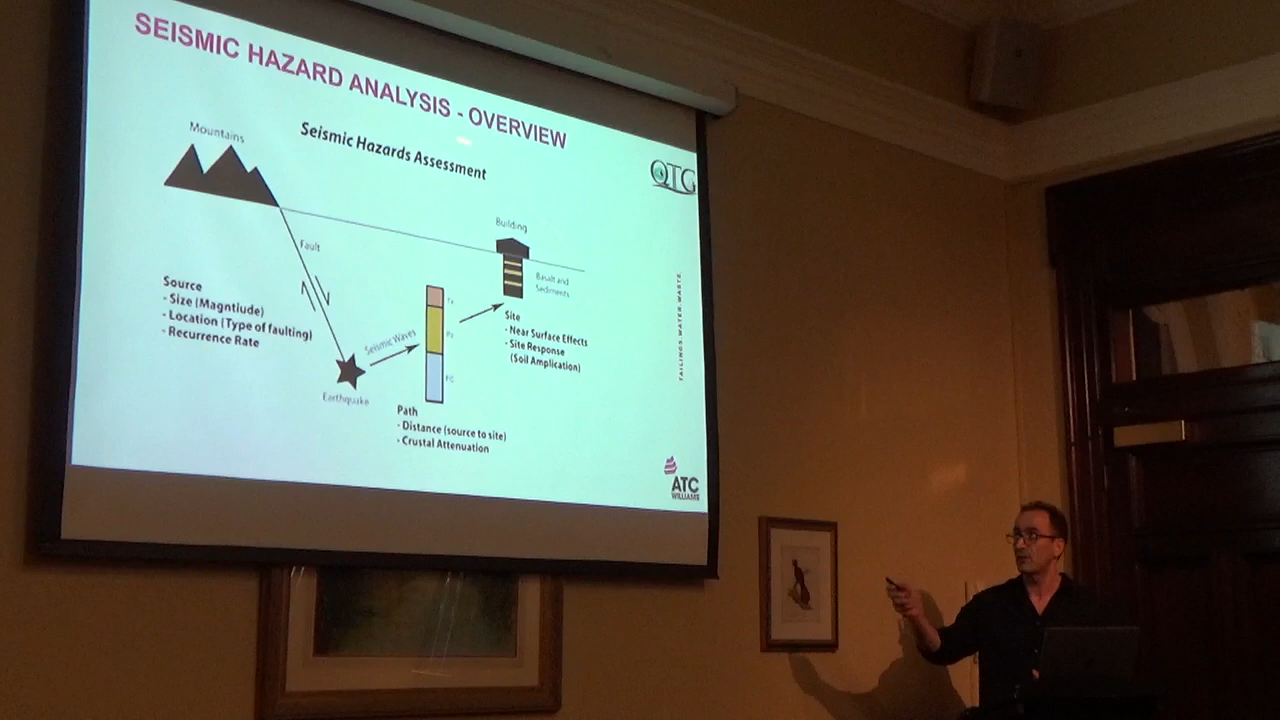 SEISMIC HAZARD ANALYSIS - OVERVIEW
Seismic Hazards Assessment
Mountains
QTG
Building
Fault
Basalt and
Sediments
Source
- Size (Magntiude)
- Location (Type of faulting)
- Recurrence Rate
Seismic Waves
Site
- Near Surface Effects
- Site Response
(Soil Amplication)
Earthquake
Path
- Distance (source to site)
- Crustal Attenuation
TAILINGS.WATER.WASTE.
ATC
WILLIAMS